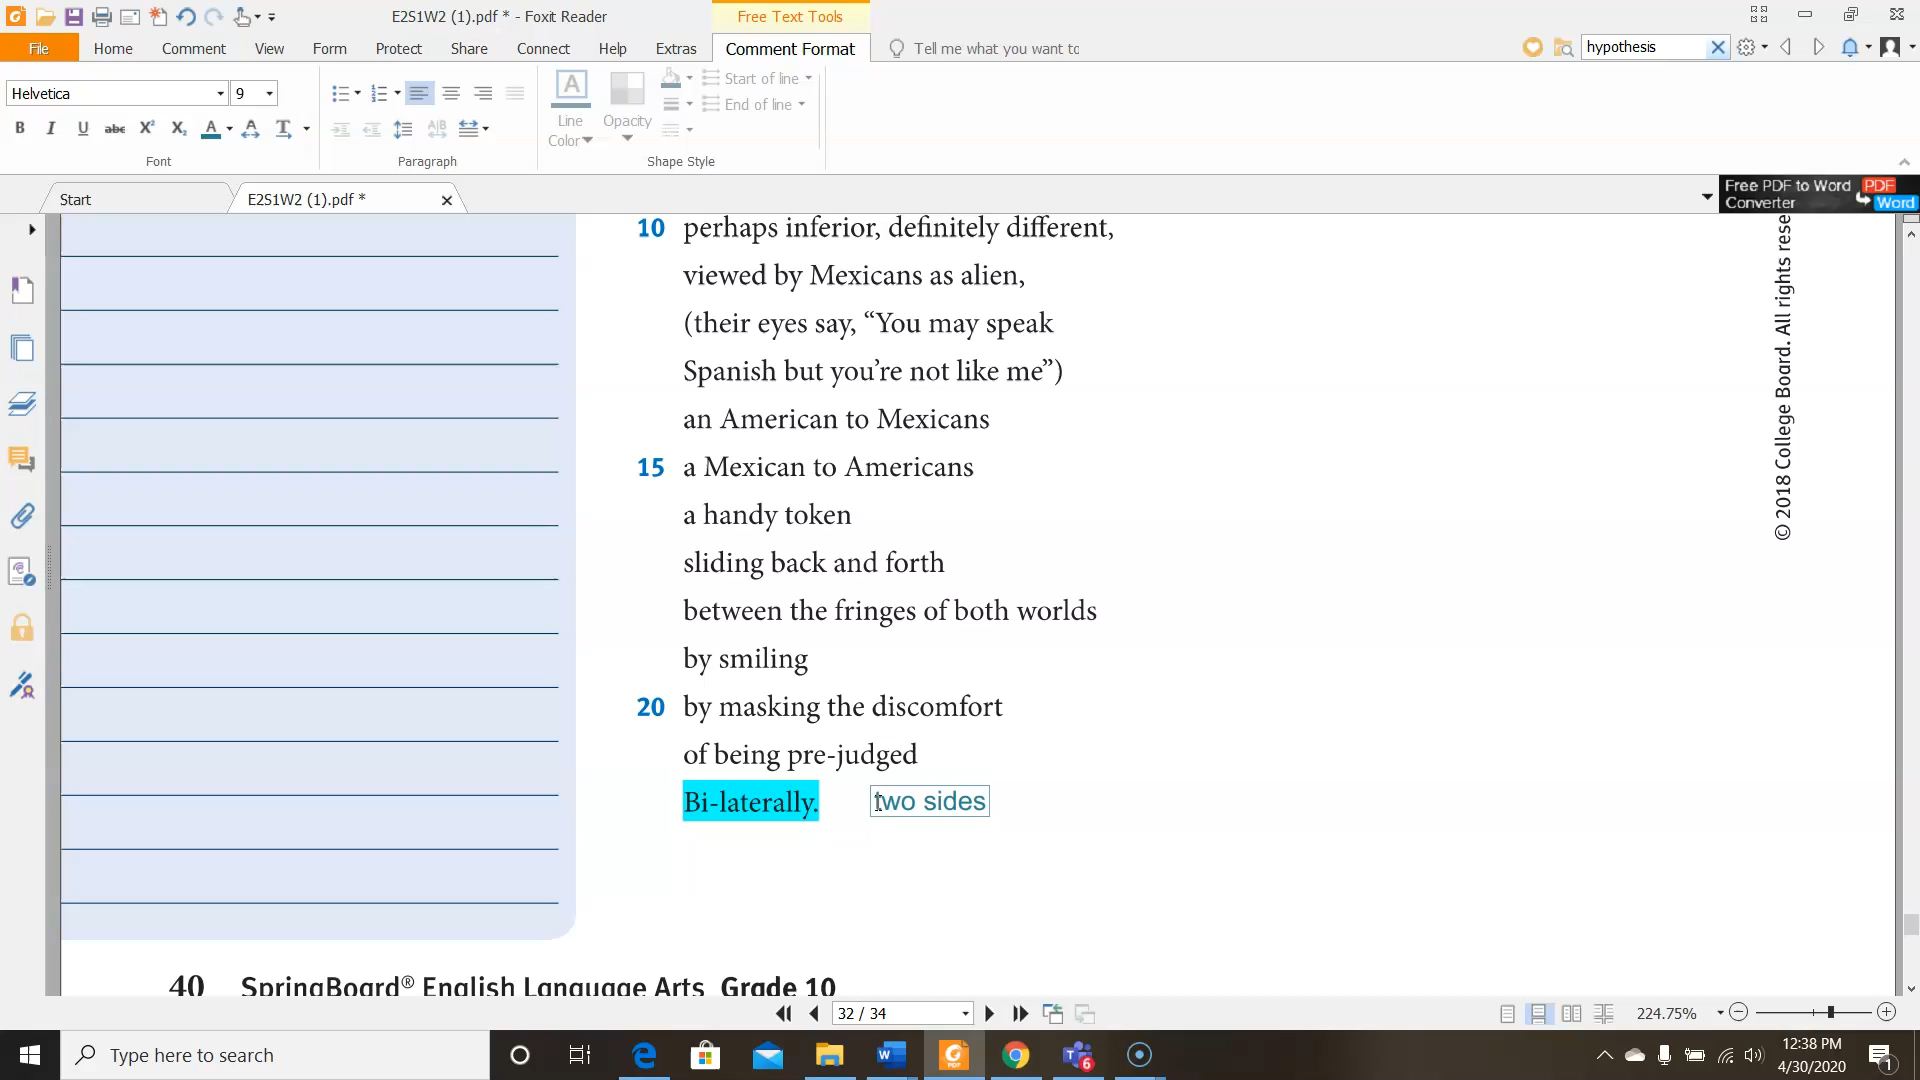 E2S1W2 (1).pdf * - Foxit Reader
Free Text Tools
File Home Comment View Form Protect Share Connect Help Extras Comment Format Tell me what you want to
hypothesis
Helvetica 9
Start of line
End of line
Line
Color
Opacity
Font Paragraph Shape Style
Start E2S1W2 (1).pdf *
Free PDF to Word
Converter
PDF
Word
10 perhaps inferior, definitely different,
viewed by Mexicans as alien,
(their eyes say, “You may speak
Spanish but you’re not like me”)
an American to Mexicans
15 a Mexican to Americans
a handy token
sliding back and forth
between the fringes of both worlds
by smiling
20 by masking the discomfort
of being pre-judged
Bi-laterally. two sides
© 2018 College Board. All rights rese
40 SpringBoard® English Language Arts Grade 10
32 / 34
224.75%
Type here to search
6
12:38 PM
4/30/2020
1